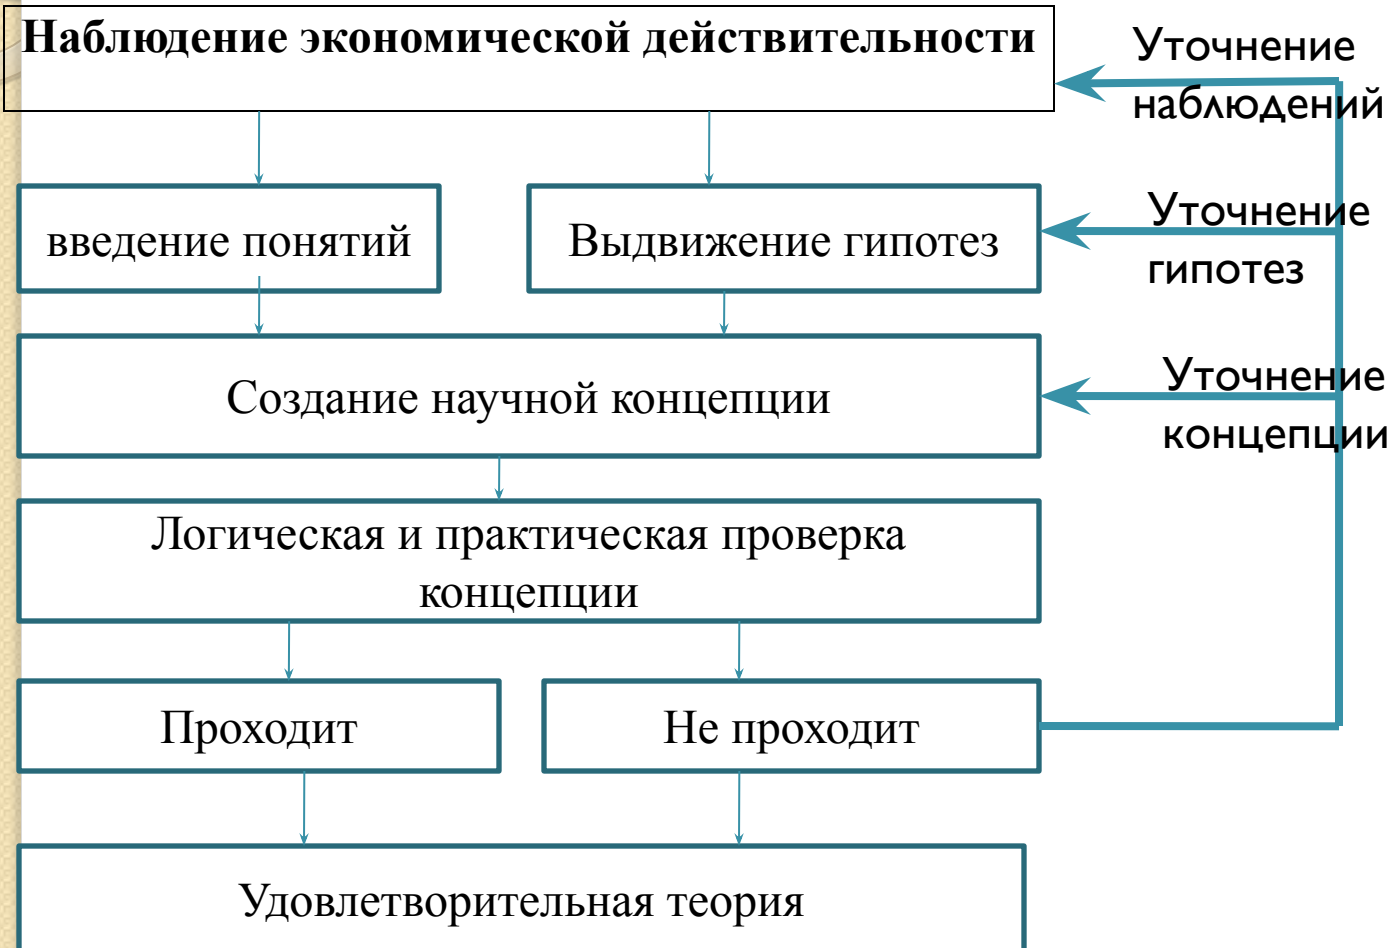 Наблюдение экономической действительности
Уточнение
наблюдений
введение понятий
Выдвижение гипотез
Уточнение
гипотез
Создание научной концепции
Уточнение
концепции
Логическая и практическая проверка
концепции
Проходит
Не проходит
Удовлетворительная теория